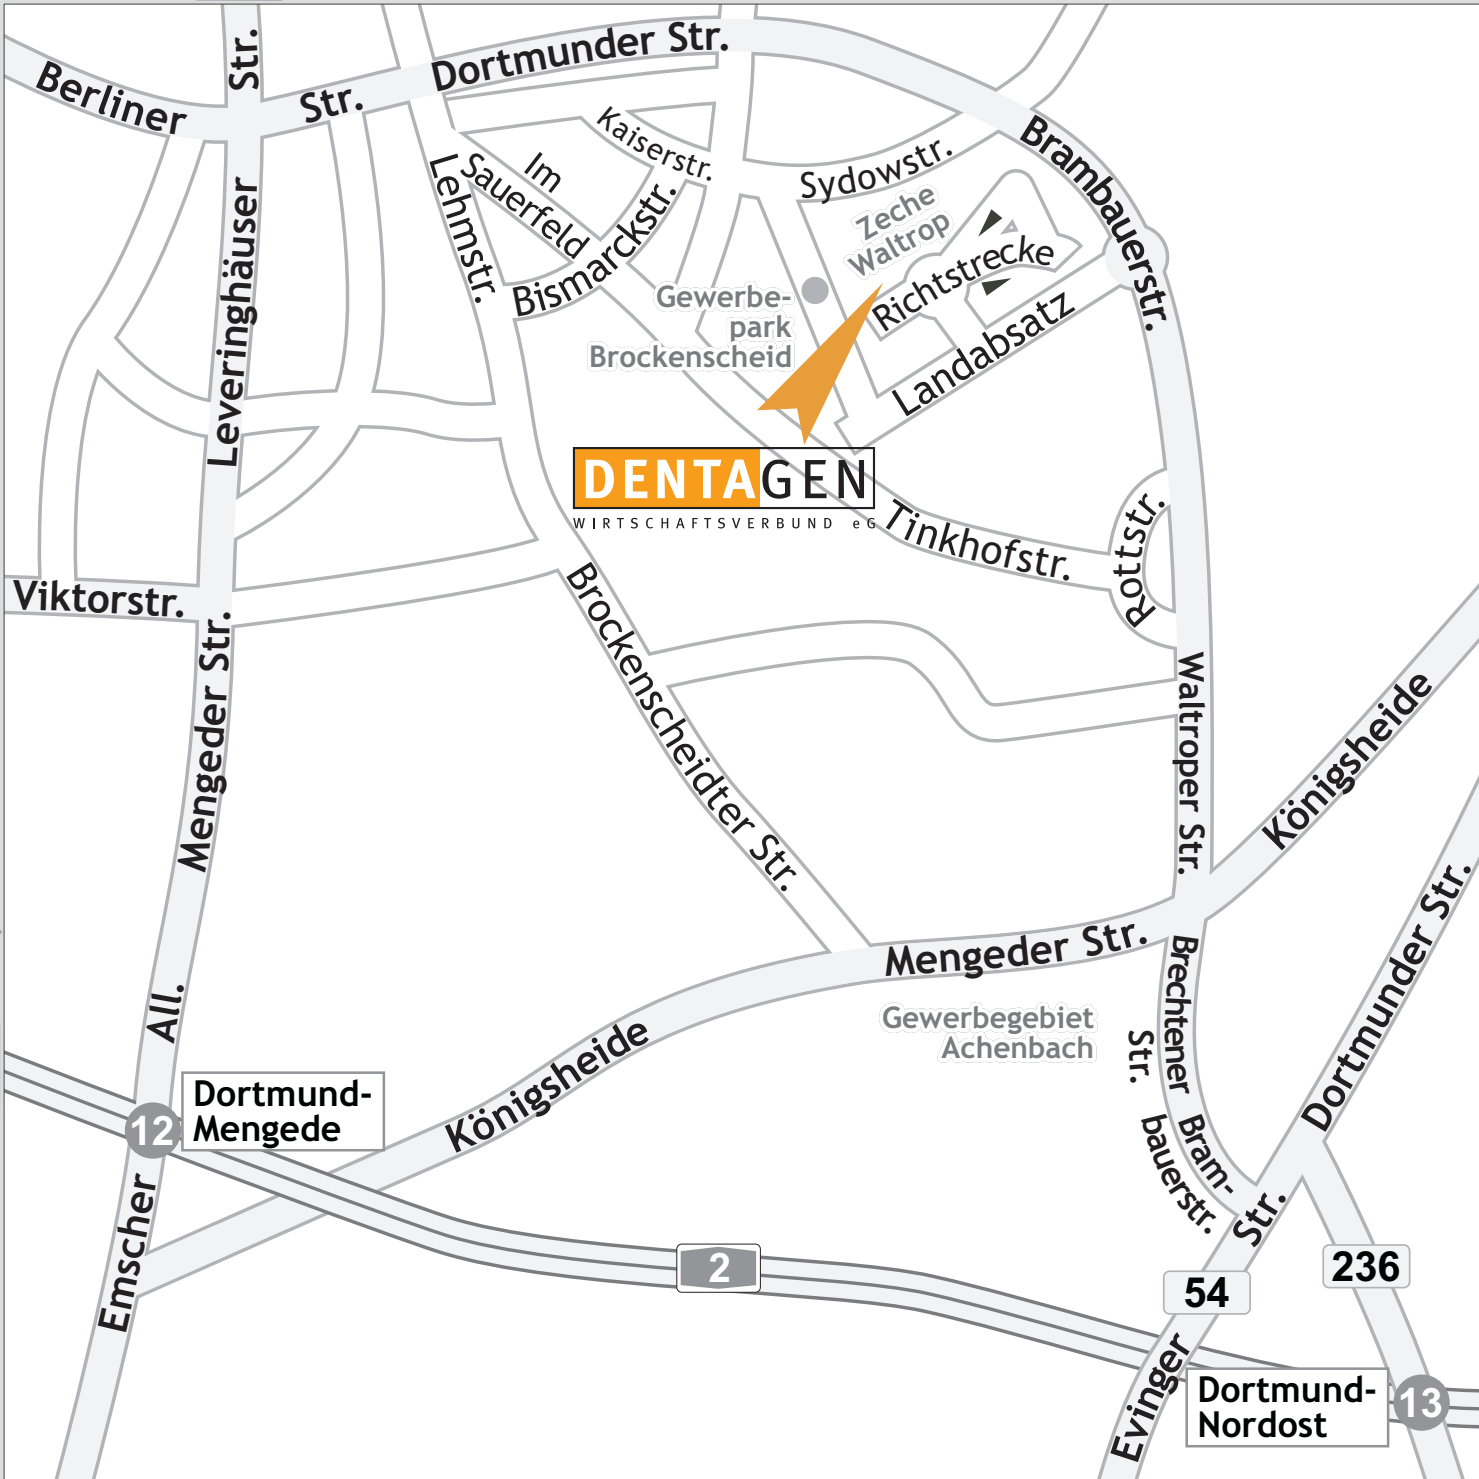 Berliner
Str.
Str.
Dortmunder Str.
Kaiserstr.
Im
Sauerfeld
Lehmstr.
Bismarckstr.
Sydowstr.
Zeche
Waltrop
Brambauerstr.
Richtstrecke
Landabsatz
Gewerbe-
park
Brockenscheid
Leveringhäuser
DENTAGEN
WIRTSCHAFTSVERBUND eG
Tinkhofstr.
Rottstr.
Viktorstr.
Mengeder Str.
Brockenscheidter Str.
Waltroper Str.
Königsheide
Mengeder Str.
Dortmunder Str.
Brechtener
Str.
Gewerbegebiet
Achenbach
All.
Königsheide
Dortmund-
Mengede
12
Bram-
bauerstr.
Str.
Emscher
2
236
54
Evinger
Dortmund-
Nordost
13